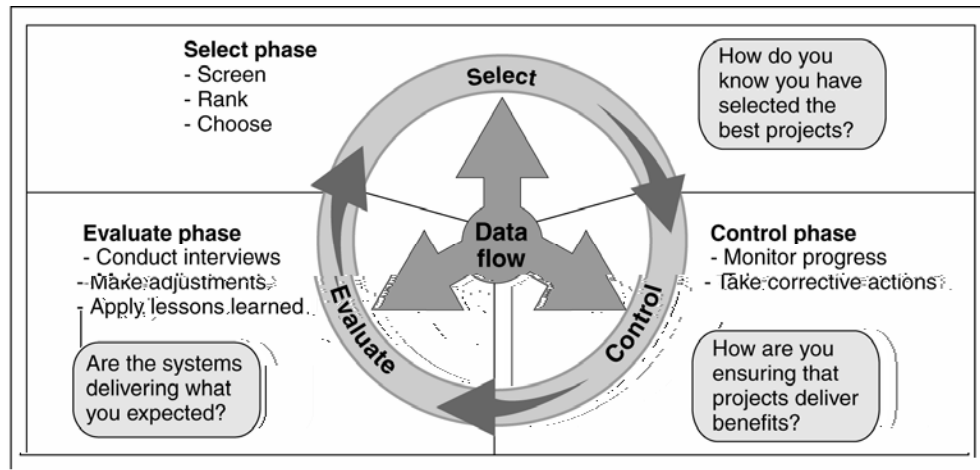 Select phase
- Screen
- Rank
- Choose
Select
How do you
know you have
selected the
best projects?
Data
flow
Evaluate phase
- Conduct interviews
- Make adjustments
- Apply lessons learned
Are the systems
delivering what
you expected?
Evaluate
Control phase
- Monitor progress
- Take corrective actions
Control
How are you
ensuring that
projects deliver
benefits?